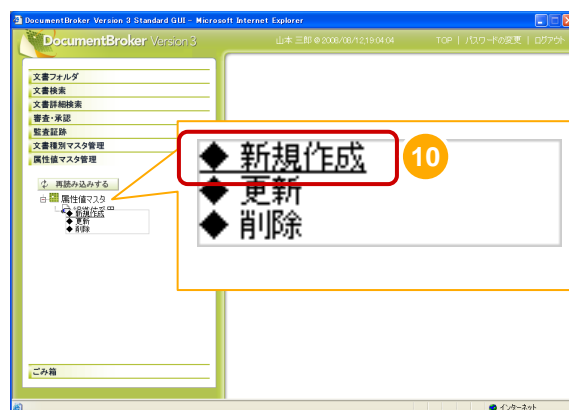 DocumentBroker Version 3 Standard GUI - Microsoft Internet Explorer
DocumentBroker Version 3
山本 三郎 @ 2008/08/12,19:04:04
TOP | パスワードの変更 | ログアウト
文書フォルダ
文書検索
文書詳細検索
審査・承認
監査証跡
文書種別マスタ管理
属性値マスタ管理
再読み込みする
属性値マスタ
◆ 新規作成
◆ 更新
◆ 削除
◆ 新規作成
◆ 更新
◆ 削除
10
ごみ箱
インターネット